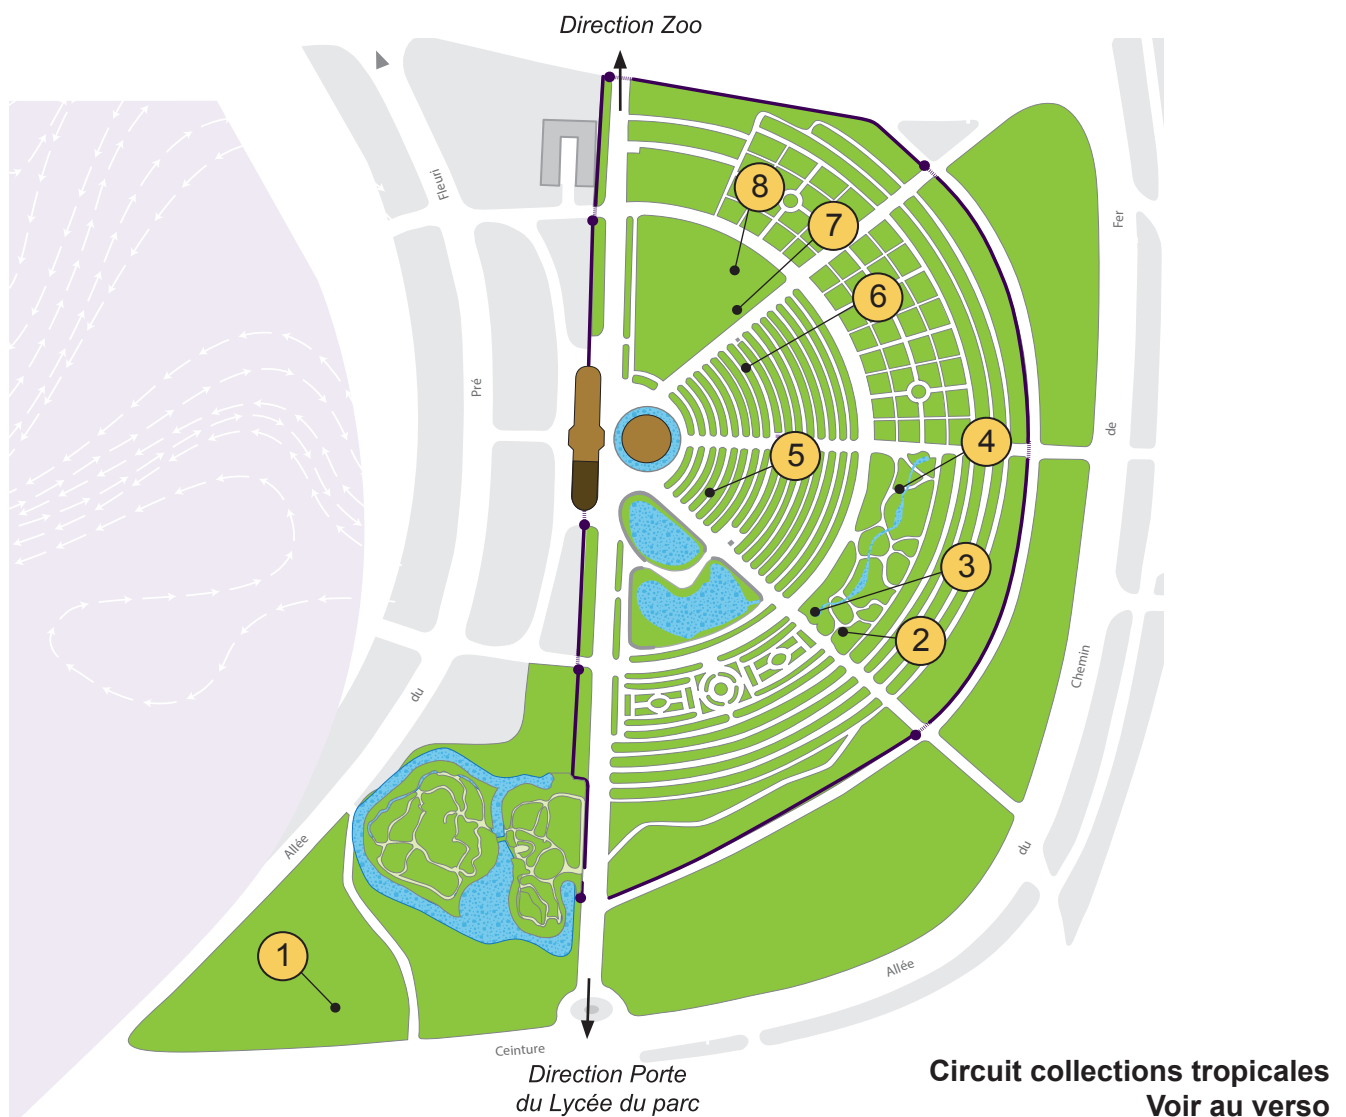 Direction Zoo
Fleuri
8
7
Fer
6
Pré
4
de
5
3
2
Chemin
du
Allée
du
1
Allée
Ceinture
Direction Porte
du Lycée du parc
Circuit collections tropicales
Voir au verso